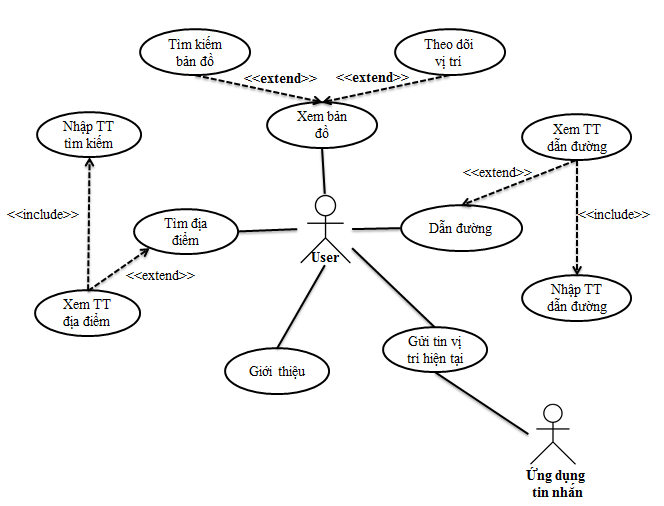 Tìm kiếm
bản đồ
Theo dõi
vị trí
<<extend>>
<<extend>>
Xem bản
đồ
Nhập TT
tìm kiếm
Xem TT
dẫn đường
<<extend>>
<<include>>
Tìm địa
điểm
Dẫn đường
<<include>>
User
<<extend>>
Xem TT
địa điểm
Nhập TT
dẫn đường
Giới thiệu
Gửi tin vị
trí hiện tại
Ứng dụng
tin nhắn